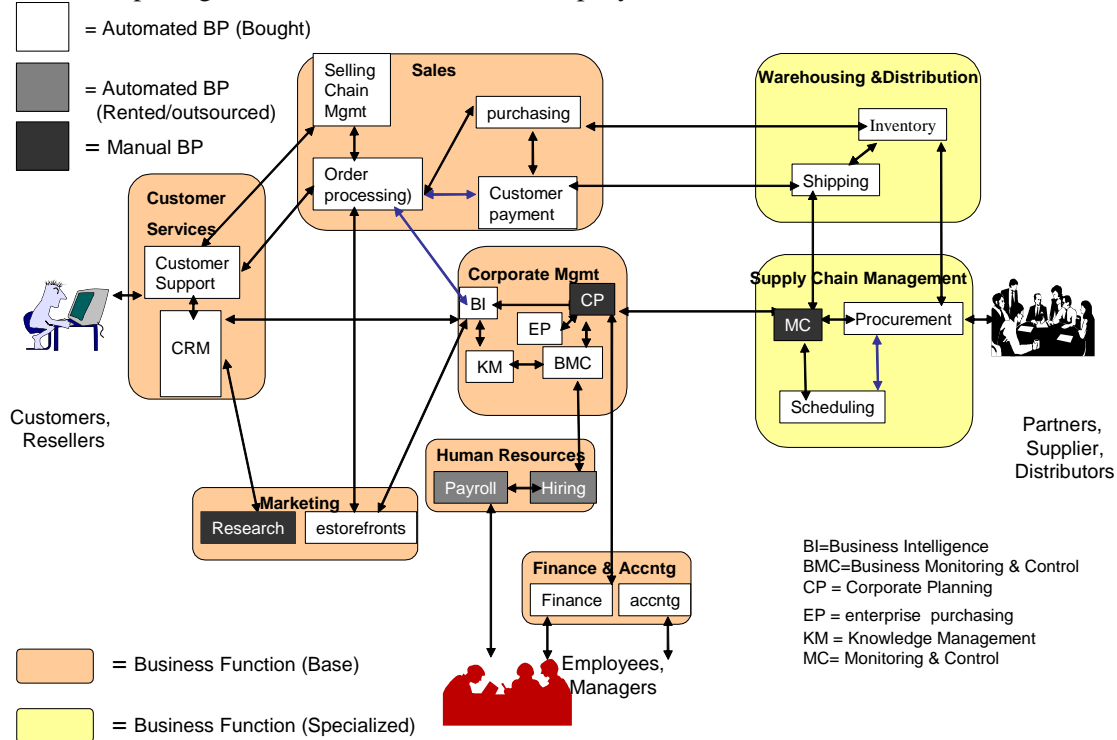 = Automated BP (Bought)
= Automated BP
(Rented/outsourced)
= Manual BP
Selling
Chain
Mgmt
Sales
purchasing
Order
processing)
Customer
payment
Warehousing &Distribution
Inventory
Shipping
Customer
Services
Customer
Support
CRM
Customers,
Resellers
Corporate Mgmt
BI
CP
EP
KM
BMC
Supply Chain Management
MC
Procurement
Scheduling
Partners,
Supplier,
Distributors
Human Resources
Payroll
Hiring
Marketing
Research
estorefronts
Finance & Accntg
Finance
accntg
Employees,
Managers
BI=Business Intelligence
BMC=Business Monitoring & Control
CP = Corporate Planning
EP = enterprise purchasing
KM = Knowledge Management
MC= Monitoring & Control
= Business Function (Base)
= Business Function (Specialized)